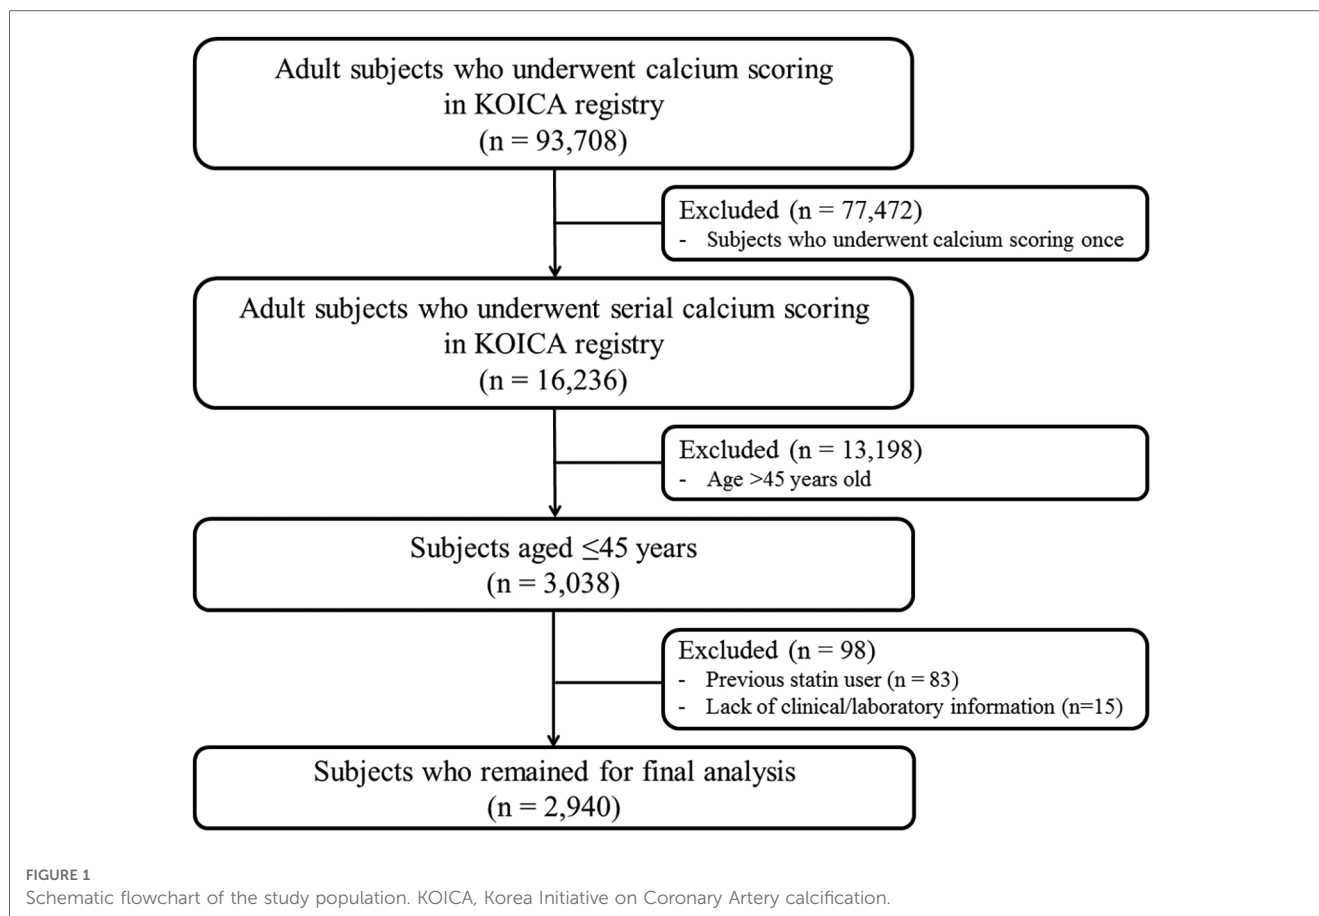 Adult subjects who underwent calcium scoring
in KOICA registry
(n = 93,708)
Excluded (n = 77,472)
- Subjects who underwent calcium scoring once
Adult subjects who underwent serial calcium scoring
in KOICA registry
(n = 16,236)
Excluded (n = 13,198)
- Age >45 years old
Subjects aged ≤45 years
(n = 3,038)
Excluded (n = 98)
- Previous statin user (n = 83)
- Lack of clinical/laboratory information (n=15)
Subjects who remained for final analysis
(n = 2,940)
FIGURE 1
Schematic flowchart of the study population. KOICA, Korea Initiative on Coronary Artery calcification.